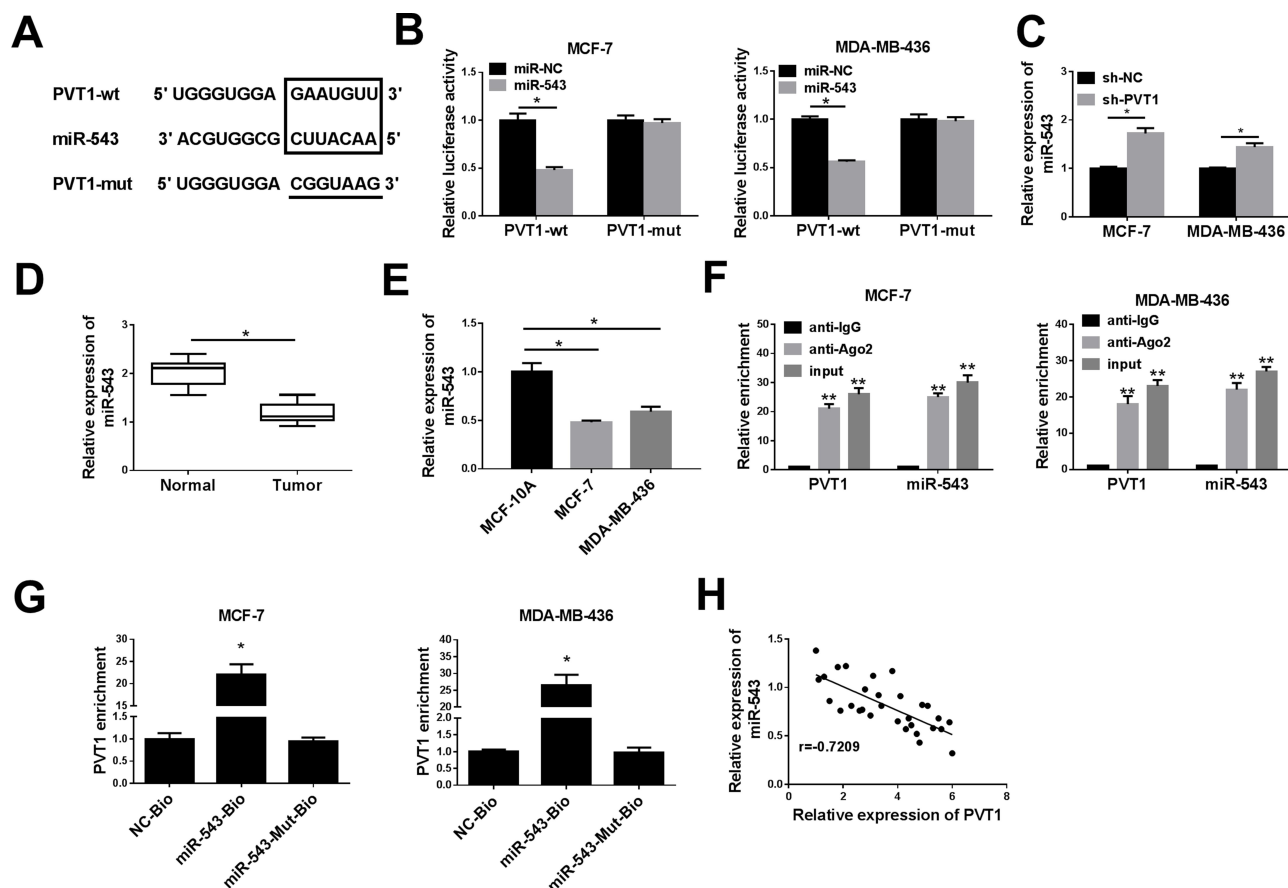 A
PVT1-wt 5' UGGGUGGA GAAUGUU 3'
miR-543 3' ACGUGGCG CUUACAA 5'
PVT1-mut 5' UGGGUGGA CGGUAAG 3'
B
MCF-7
Relative luciferase activity
miR-NC
miR-543
1.0
0.5
0.0
*
PVT1-wt PVT1-mut
MDA-MB-436
Relative luciferase activity
miR-NC
miR-543
1.0
0.5
0.0
*
PVT1-wt PVT1-mut
C
Relative expression of
miR-543
sh-NC
sh-PVT1
3
2
1
0
* *
MCF-7 MDA-MB-436
D
Relative expression of
miR-543
3
2
1
0
*
Normal Tumor
E
Relative expression of
miR-543
1.5
1.0
0.5
0.0
*
*
MCF-10A
MCF-7
MDA-MB-436
F
MCF-7
Relative enrichment
anti-IgG
anti-Ago2
input
50
40
30
20
10
0
** ** ** **
PVT1 miR-543
MDA-MB-436
Relative enrichment
anti-IgG
anti-Ago2
input
40
30
20
10
0
** ** ** **
PVT1 miR-543
G
MCF-7
PVT1 enrichment
30
25
20
15
1.5
1.0
0.5
0.0
*
NC-Bio
miR-543-Bio
miR-543-Mut-Bio
MDA-MB-436
PVT1 enrichment
40
35
30
25
20
2.0
1.5
1.0
0.5
0.0
*
NC-Bio
miR-543-Bio
miR-543-Mut-Bio
H
Relative expression of
miR-543
1.5
1.0
0.5
0.0
r=-0.7209
0 2 4 6 8
Relative expression of PVT1